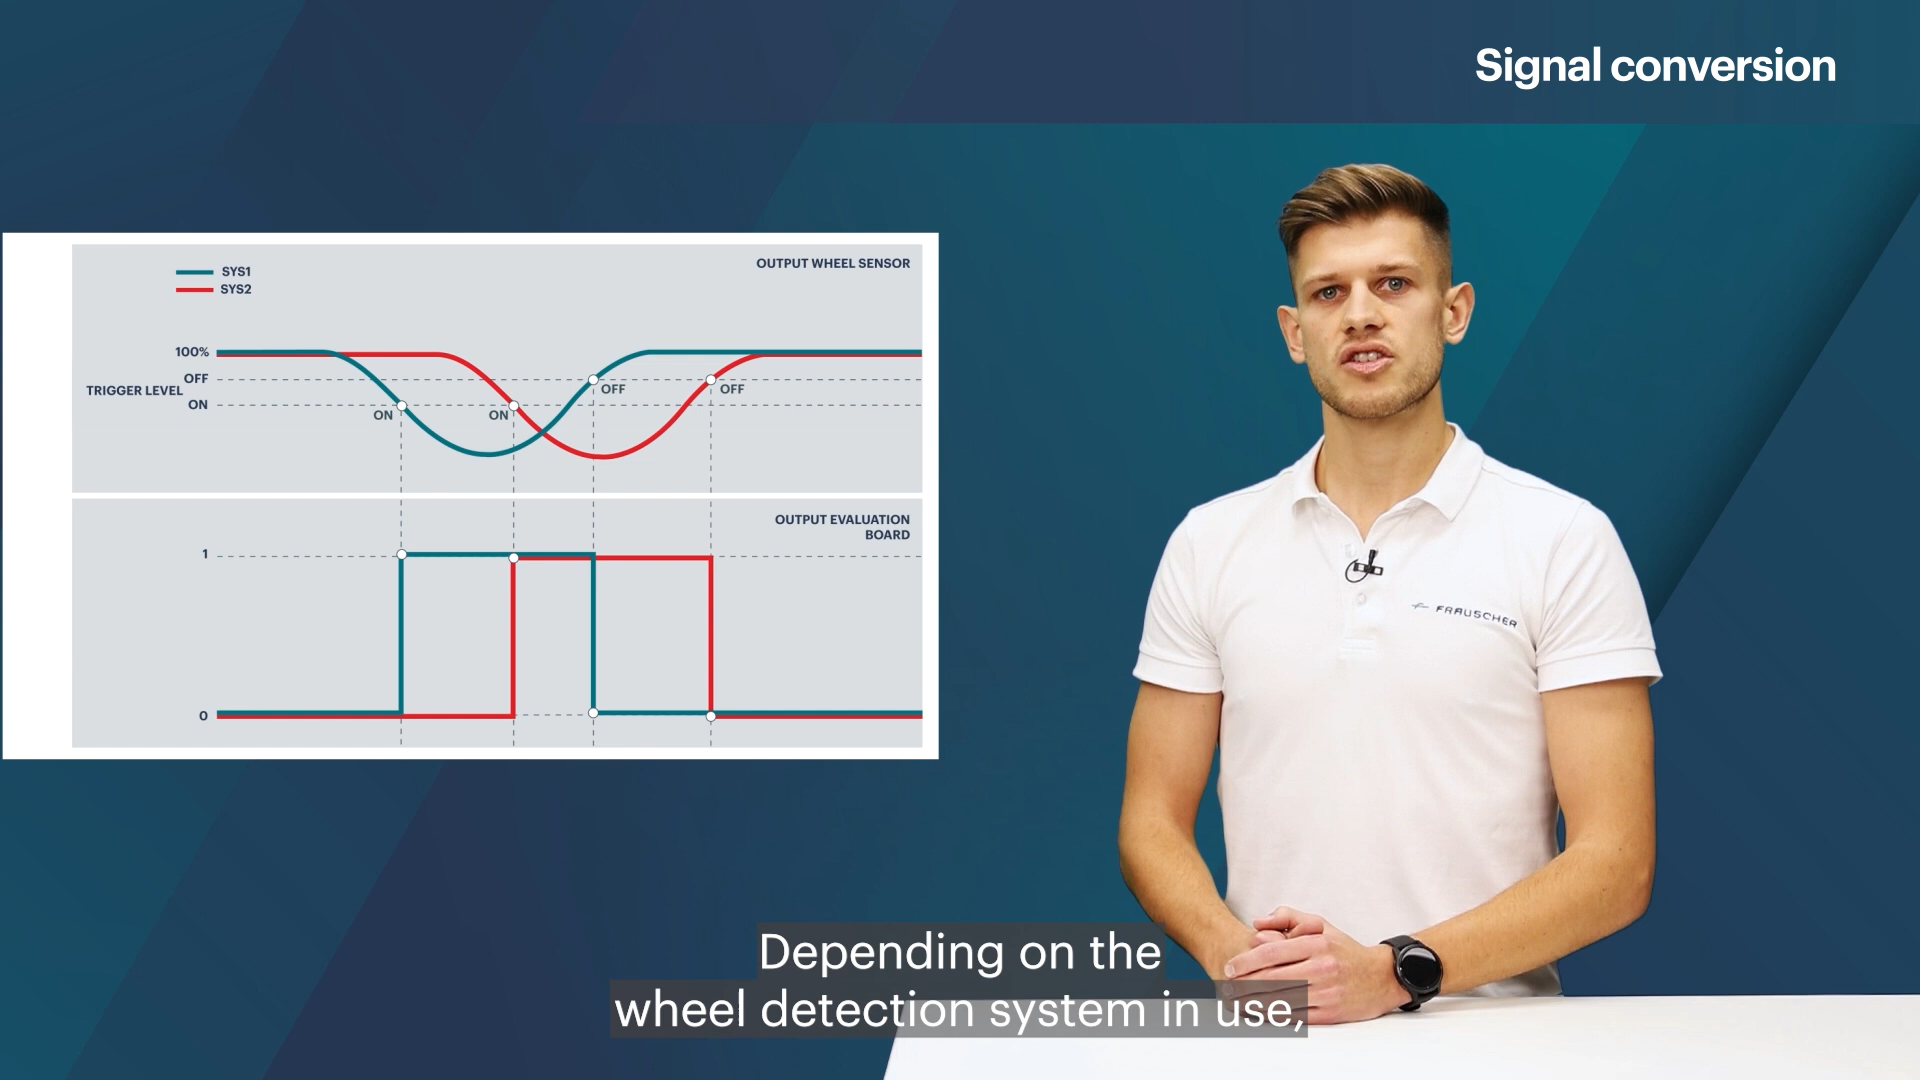 Signal conversion
SYS1
SYS2
OUTPUT WHEEL SENSOR
100%
OFF
TRIGGER LEVEL
ON
ON
ON
OFF
OFF
OUTPUT EVALUATION
BOARD
1
0
FRAUSCHER
Depending on the
wheel detection system in use,